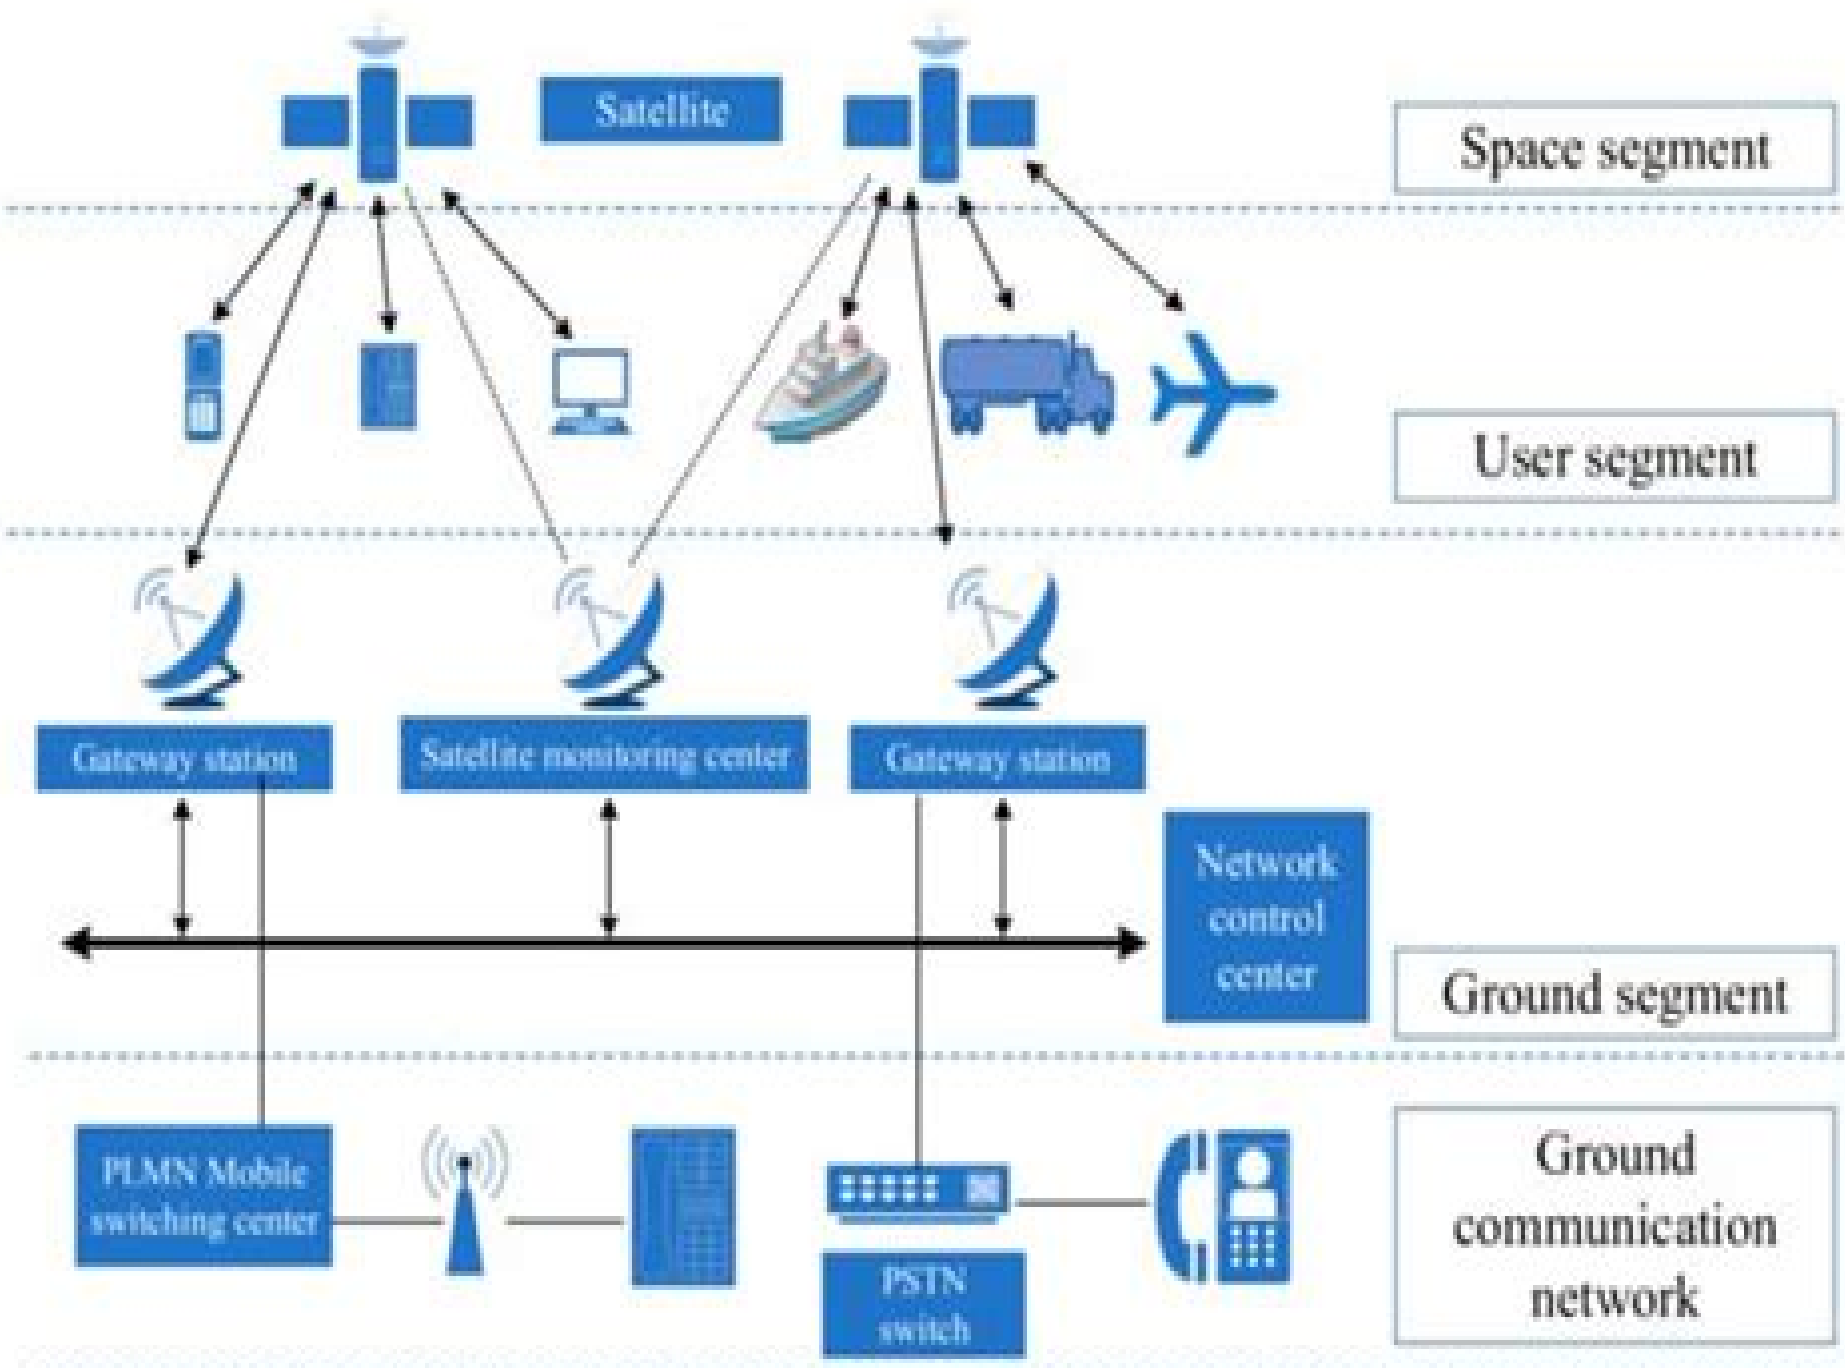 Satellite
Space segment
User segment
Gateway station
Satellite monitoring center
Gateway station
Network
control
center
Ground segment
PLMN Mobile
switching center
PSTN
switch
Ground
communication
network